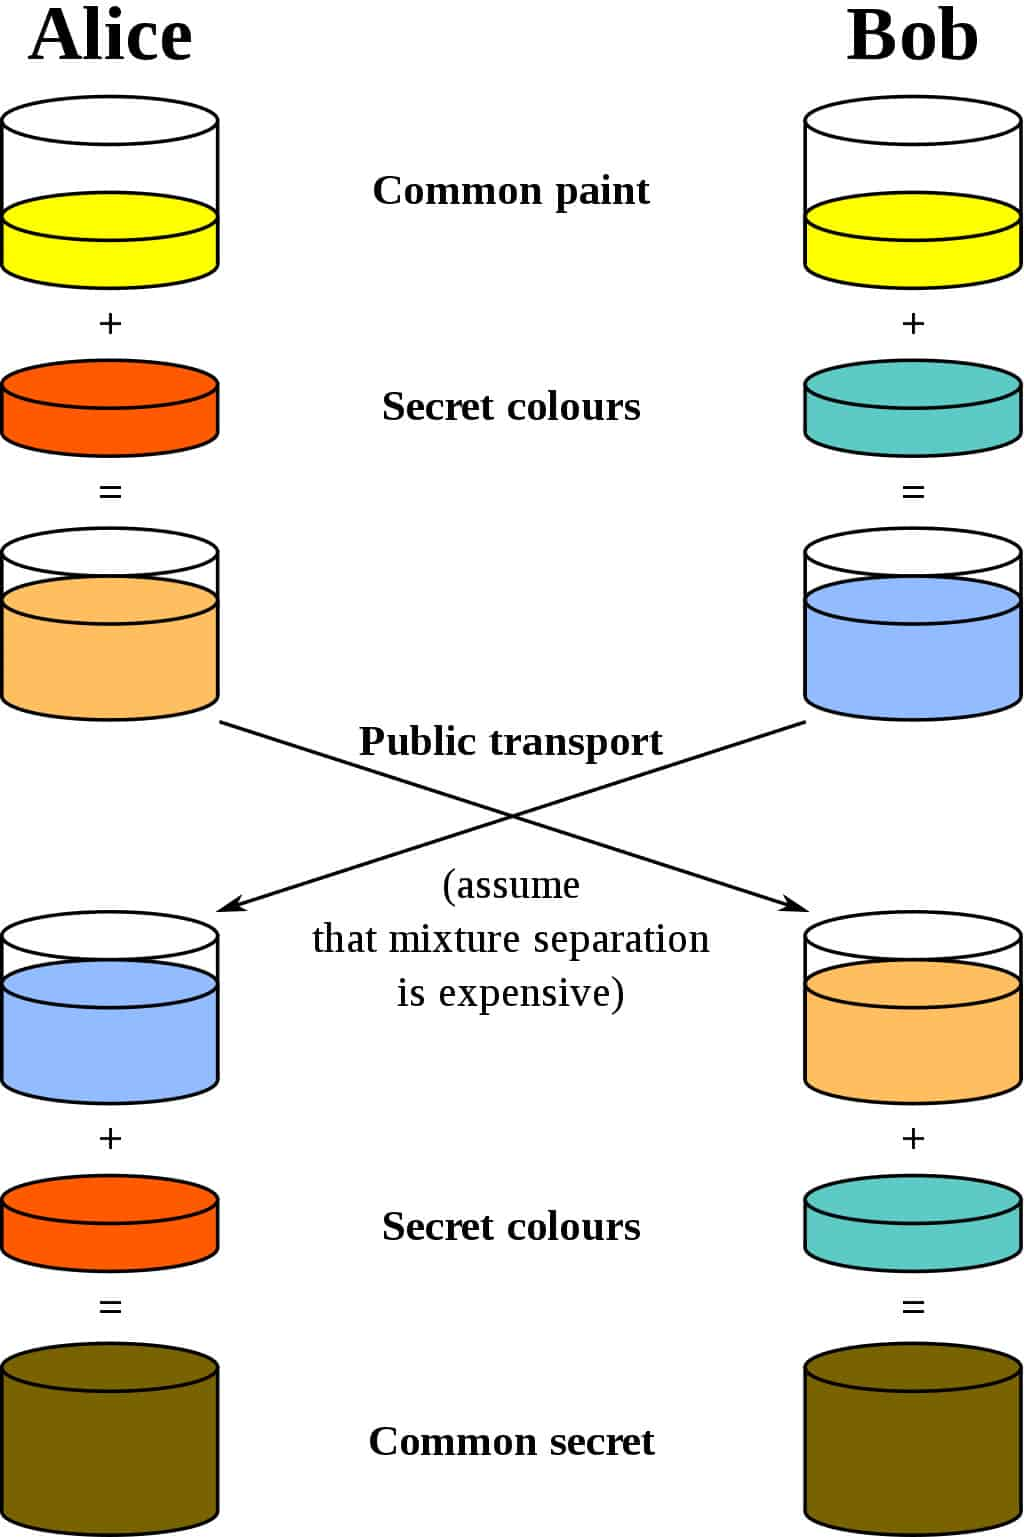 Alice
Bob
Common paint
+
+
Secret colours
=
=
Public transport
(assume
that mixture separation
is expensive)
+
+
Secret colours
=
=
Common secret